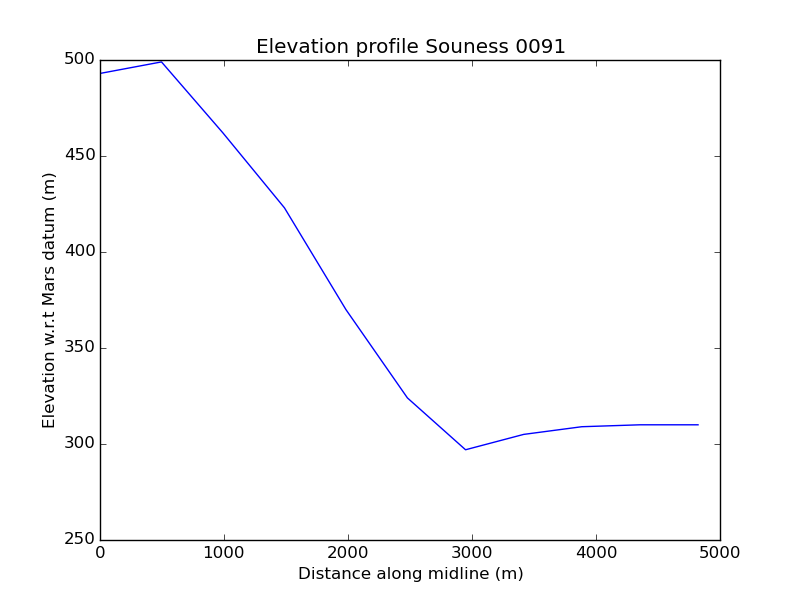 Elevation profile Souness 0091
500
450
400
350
300
250
Elevation w.r.t Mars datum (m)
0 1000 2000 3000 4000 5000
Distance along midline (m)